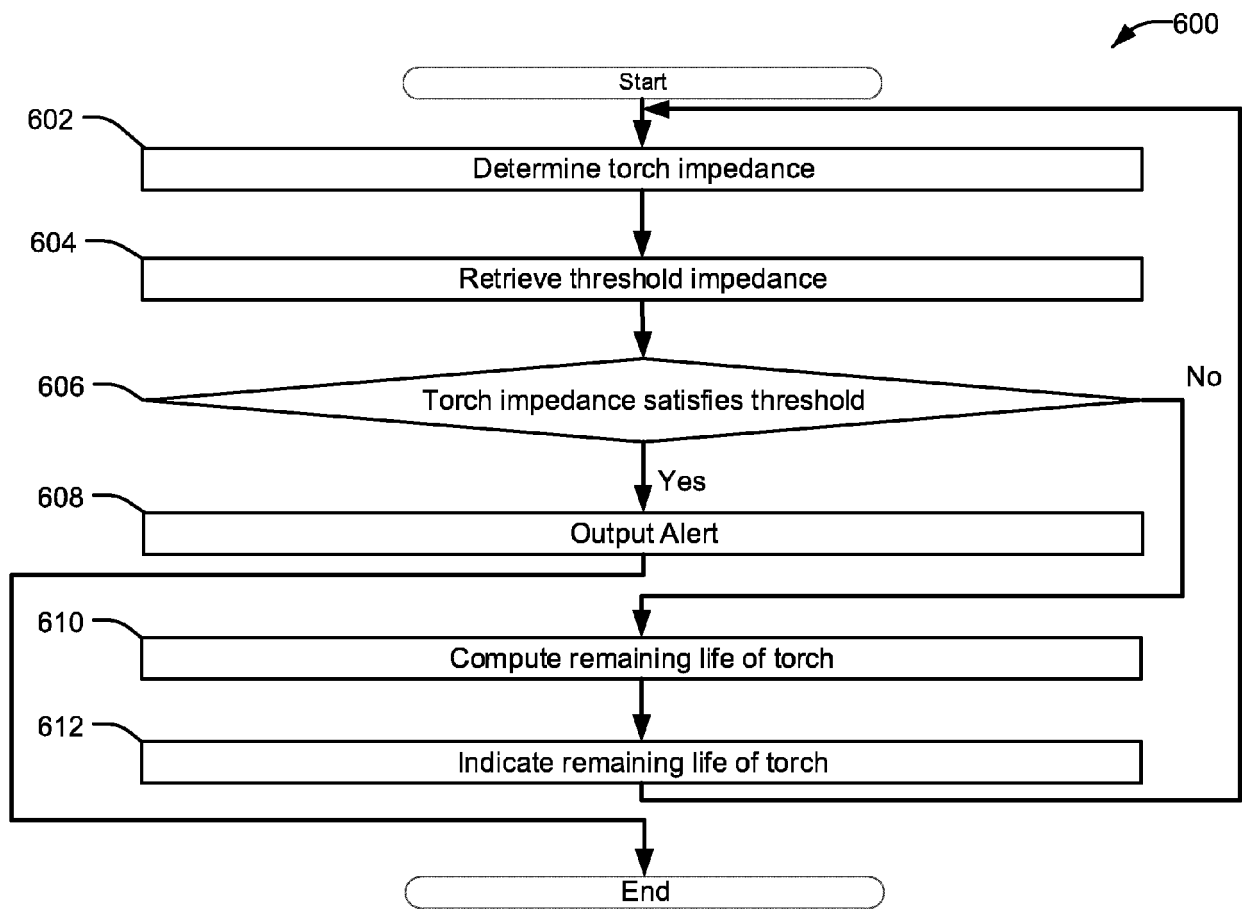 600
Start
602
Determine torch impedance
604
Retrieve threshold impedance
606
Torch impedance satisfies threshold
No
Yes
608
Output Alert
610
Compute remaining life of torch
612
Indicate remaining life of torch
End